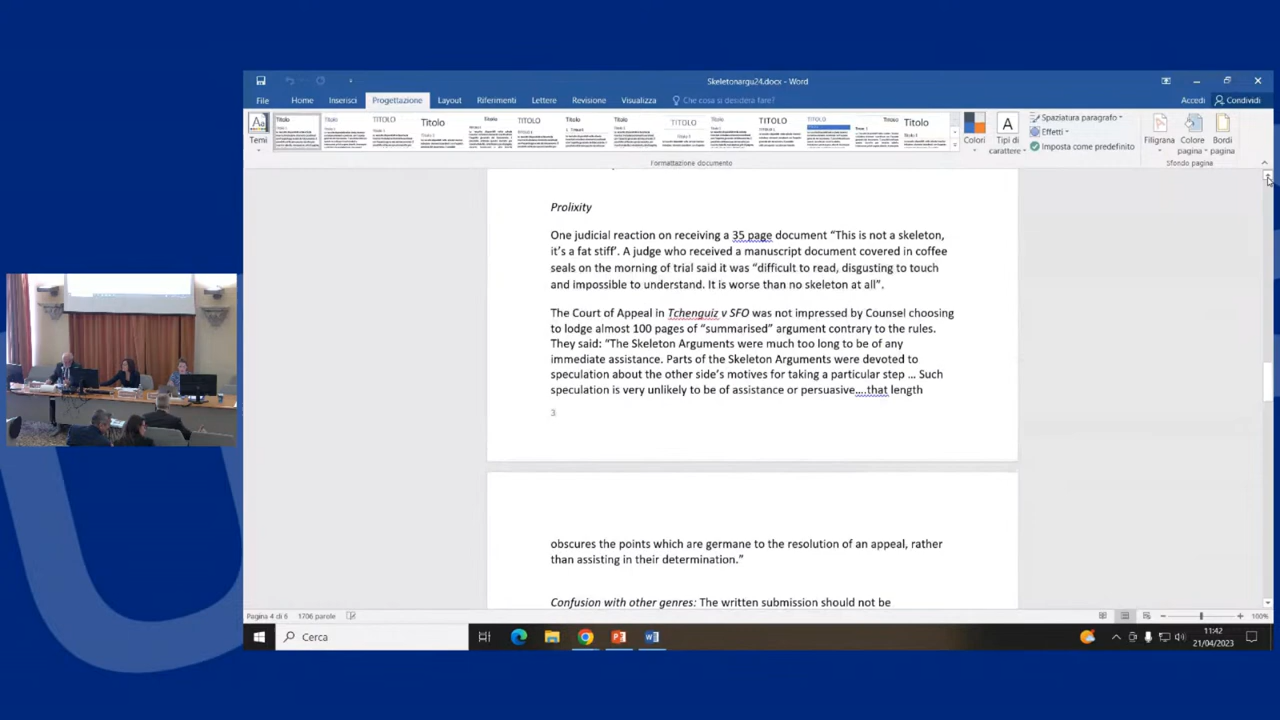 Skeletonargu24.docx - Word
File Home Inserisci Progettazione Layout Riferimenti Lettere Revisione Visualizza Che cosa si desidera fare? Accedi Condividi
Temi
Titolo
Colori
Tipi di carattere
Spaziatura paragrafo
Effetti
Imposta come predefinito
Filigrana
Colore pagina
Bordi pagina
Formattazione documento
Sfondo pagina
Prolixity
One judicial reaction on receiving a 35 page document “This is not a skeleton,
it’s a fat stiff’. A judge who received a manuscript document covered in coffee
seals on the morning of trial said it was “difficult to read, disgusting to touch
and impossible to understand. It is worse than no skeleton at all”.
The Court of Appeal in Tchenguiz v SFO was not impressed by Counsel choosing
to lodge almost 100 pages of “summarised” argument contrary to the rules.
They said: “The Skeleton Arguments were much too long to be of any
immediate assistance. Parts of the Skeleton Arguments were devoted to
speculation about the other side’s motives for taking a particular step … Such
speculation is very unlikely to be of assistance or persuasive….that length
3
obscures the points which are germane to the resolution of an appeal, rather
than assisting in their determination.”
Confusion with other genres: The written submission should not be
Pagina 4 di 6 1706 parole
100%
Cerca
11:42
21/04/2023